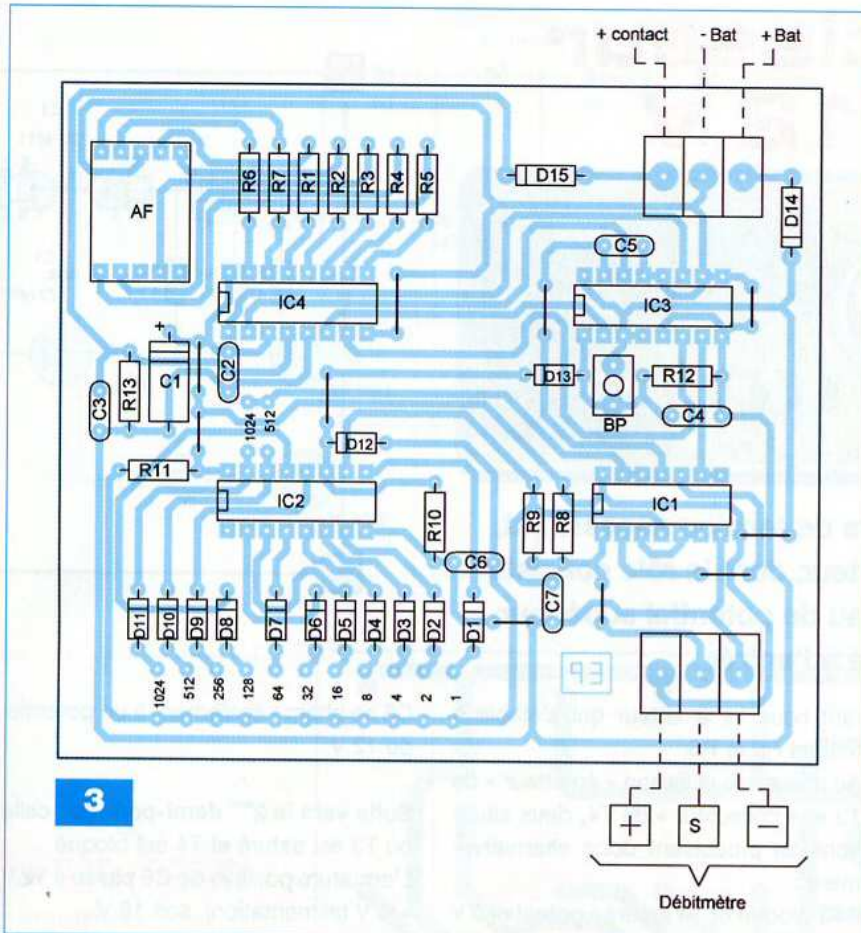 + contact
- Bat
+ Bat
D15
D14
R6
R7
R1
R2
R3
R4
R5
AF
C5
IC4
IC3
+
C1
C2
C3
R13
D13
BP
R12
C4
1024
512
D12
R11
IC2
R10
R9
R8
IC1
C6
C7
D11
D10
D9
D8
D7
D6
D5
D4
D3
D2
D1
1024
512
256
128
64
32
16
8
4
2
1
EP
3
+
S
-
Débitmètre